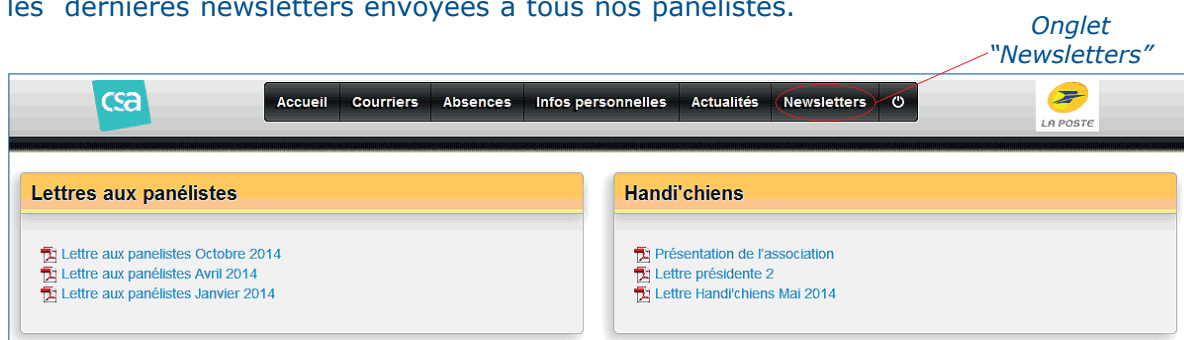 les dernières newsletters envoyées à tous nos panélistes.
Onglet
“Newsletters”
csa
Accueil Courriers Absences Infos personnelles Actualités Newsletters
LA POSTE
Lettres aux panélistes
Lettre aux panelistes Octobre 2014
Lettre aux panélistes Avril 2014
Lettre aux panélistes Janvier 2014
Handi'chiens
Présentation de l'association
Lettre présidente 2
Lettre Handi'chiens Mai 2014